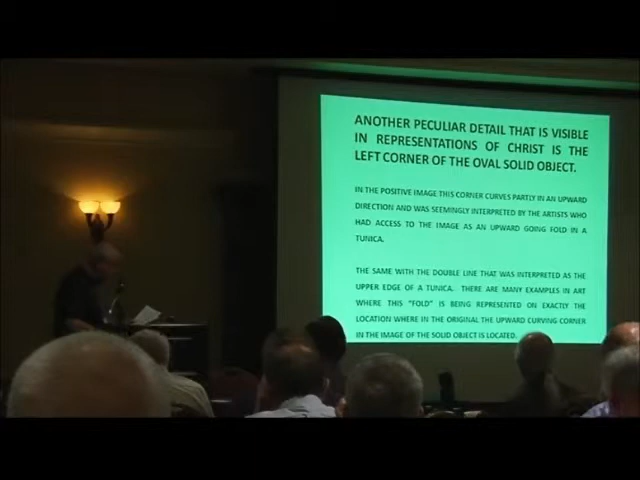 ANOTHER PECULIAR DETAIL THAT IS VISIBLE
IN REPRESENTATIONS OF CHRIST IS THE
LEFT CORNER OF THE OVAL SOLID OBJECT.
IN THE POSITIVE IMAGE THIS CORNER CURVES PARTLY IN AN UPWARD
DIRECTION AND WAS SEEMINGLY INTERPRETED BY THE ARTISTS WHO
HAD ACCESS TO THE IMAGE AS AN UPWARD GOING FOLD IN A
TUNICA.
THE SAME WITH THE DOUBLE LINE THAT WAS INTERPRETED AS THE
UPPER EDGE OF A TUNICA. THERE ARE MANY EXAMPLES IN ART
WHERE THIS "FOLD" IS BEING REPRESENTED ON EXACTLY THE
LOCATION WHERE IN THE ORIGINAL THE UPWARD CURVING CORNER
IN THE IMAGE OF THE SOLID OBJECT IS LOCATED.